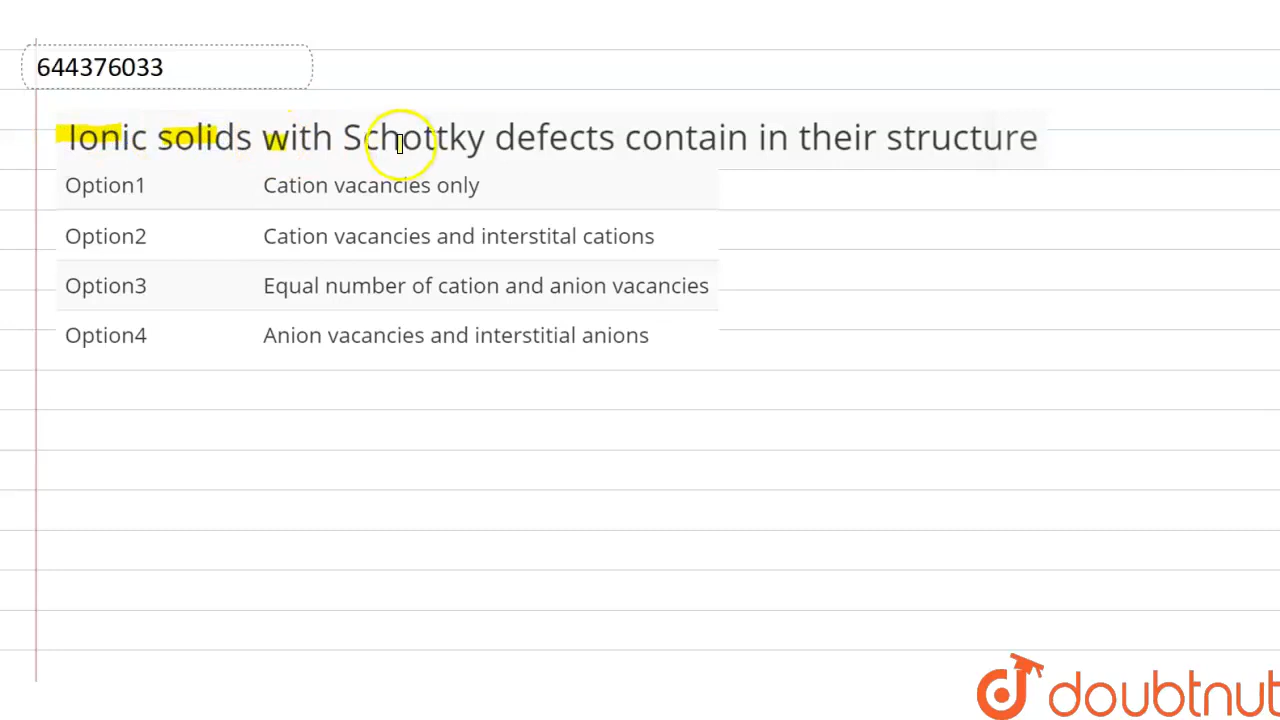 644376033
Ionic solids with Schottky defects contain in their structure
Option1 Cation vacancies only
Option2 Cation vacancies and interstital cations
Option3 Equal number of cation and anion vacancies
Option4 Anion vacancies and interstitial anions
doubtnut